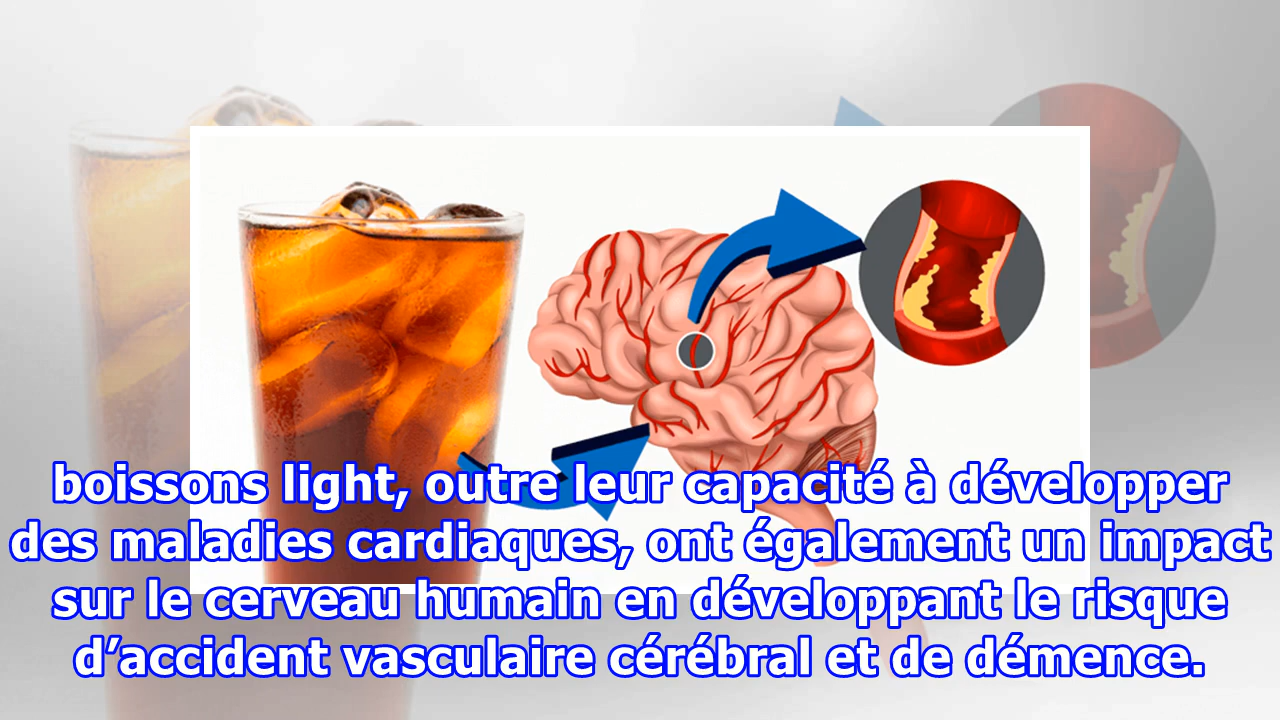 boissons light, outre leur capacité à développer
des maladies cardiaques, ont également un impact
sur le cerveau humain en développant le risque
d’accident vasculaire cérébral et de démence.